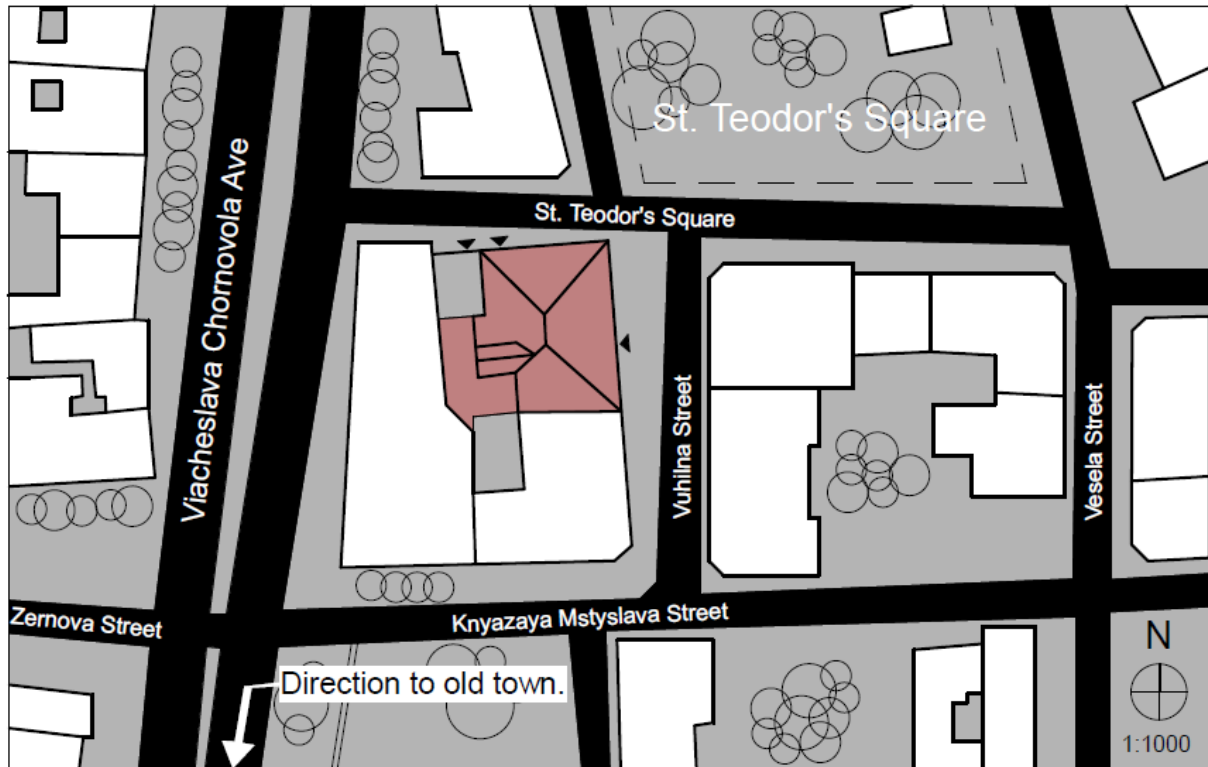 St. Teodor's Square
Viacheslava Chornovola Ave
St. Teodor's Square
Vuhilna Street
Vesela Street
Zernova Street
Knyazaya Mstyslava Street
Direction to old town.
N
1:1000